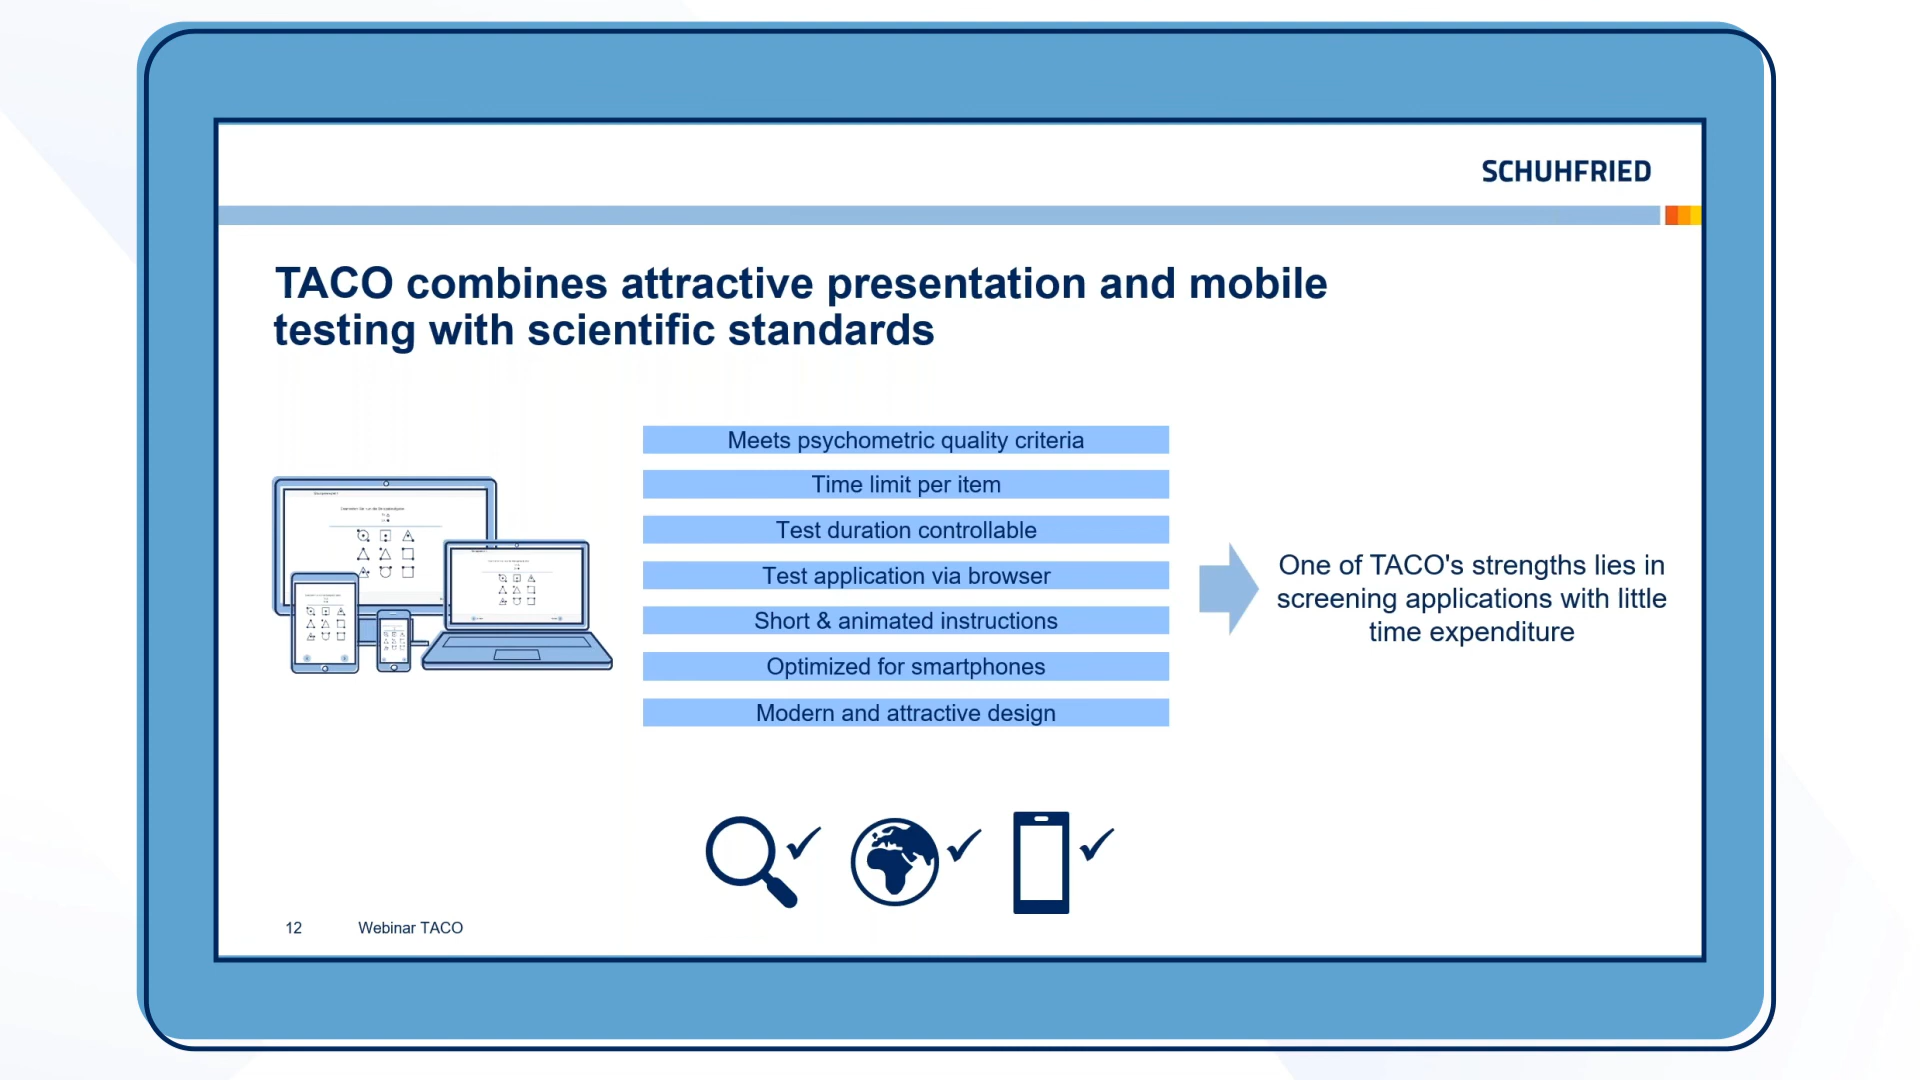 SCHUHFRIED
TACO combines attractive presentation and mobile
testing with scientific standards
Meets psychometric quality criteria
Time limit per item
Test duration controllable
Test application via browser
Short & animated instructions
Optimized for smartphones
Modern and attractive design
One of TACO's strengths lies in
screening applications with little
time expenditure
12
Webinar TACO